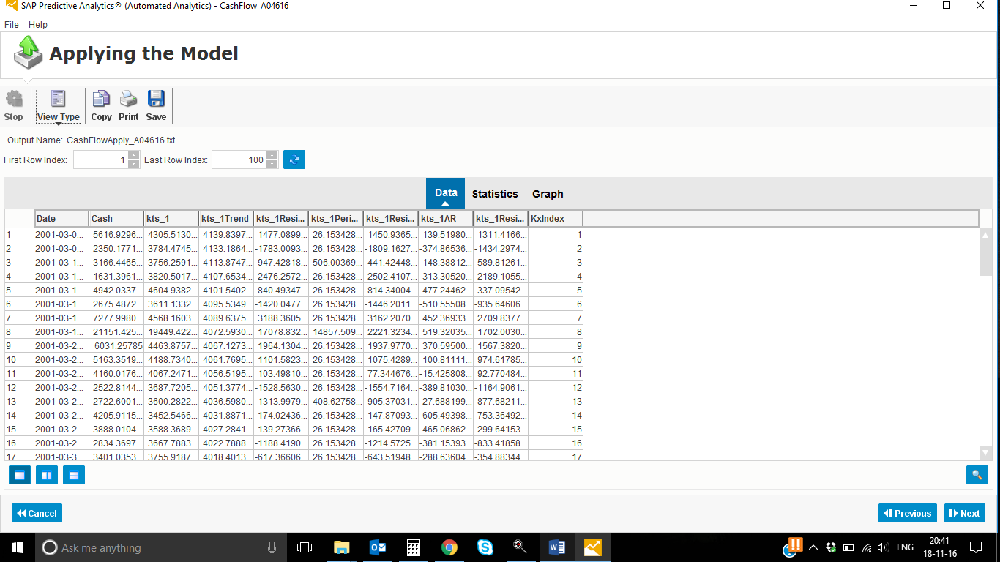 SAP Predictive Analytics® (Automated Analytics) - CashFlow_A04616
File Help
Applying the Model
Stop View Type Copy Print Save
Output Name: CashFlowApply_A04616.txt
First Row Index: 1 Last Row Index: 100
Data Statistics Graph
Date Cash kts_1 kts_1Trend kts_1Resi... kts_1Peri... kts_1Resi... kts_1AR kts_1Resi... KxIndex
1 2001-03-0... 5616.9296... 4305.5130... 4139.8397... 1477.0899... 26.153428... 1450.9365... 139.51980... 1311.4166... 1
2 2001-03-0... 2350.1771... 3784.4745... 4133.1864... -1783.0093... 26.153428... -1809.1627... -374.86536... -1434.2974... 2
3 2001-03-1... 3166.4465... 3756.2591... 4113.8747... -947.42818... -506.00369... -441.42448... 148.38812... -589.81261... 3
4 2001-03-1... 1631.3961... 3820.5017... 4107.6534... -2476.2572... 26.153428... -2502.4107... -313.30520... -2189.1055... 4
5 2001-03-1... 4942.0337... 4604.9382... 4101.5402... 840.49347... 26.153428... 814.34004... 477.24462... 337.09542... 5
6 2001-03-1... 2675.4872... 3611.1332... 4095.5349... -1420.0477... 26.153428... -1446.2011... -510.55508... -935.64606... 6
7 2001-03-1... 7277.9980... 4568.1603... 4089.6375... 3188.3605... 26.153428... 3162.2070... 452.36933... 2709.8377... 7
8 2001-03-1... 21151.425... 19449.422... 4072.5930... 17078.832... 14857.509... 2221.3234... 519.32035... 1702.0030... 8
9 2001-03-2... 6031.25785 4463.8757... 4067.1273... 1964.1304... 26.153428... 1937.9770... 370.59500... 1567.3820... 9
10 2001-03-2... 5163.3519... 4188.7340... 4061.7695... 1101.5823... 26.153428... 1075.4289... 100.81111... 974.61785... 10
11 2001-03-2... 4160.0176... 4067.2471... 4056.5195... 103.49810... 26.153428... 77.344676... -15.425808... 92.770484... 11
12 2001-03-2... 2522.8144... 3687.7205... 4051.3774... -1528.5630... 26.153428... -1554.7164... -389.81030... -1164.9061... 12
13 2001-03-2... 2722.6001... 3600.2822... 4036.5980... -1313.9979... -408.62758... -905.37031... -27.688199... -877.68211... 13
14 2001-03-2... 4205.9115... 3452.5466... 4031.8871... 174.02436... 26.153428... 147.87093... -605.49398... 753.36492... 14
15 2001-03-2... 3888.0104... 3588.3689... 4027.2841... -139.27366... 26.153428... -165.42709... -465.06862... 299.64153... 15
16 2001-03-2... 2834.3697... 3667.7883... 4022.7888... -1188.4190... 26.153428... -1214.5725... -381.15393... -833.41858... 16
17 2001-03-3... 3401.0353... 3755.9187... 4018.4013... -617.36606... 26.153428... -643.51948... -288.63604... -354.88344... 17
Cancel Previous Next
Ask me anything
ENG 20:41
18-11-16